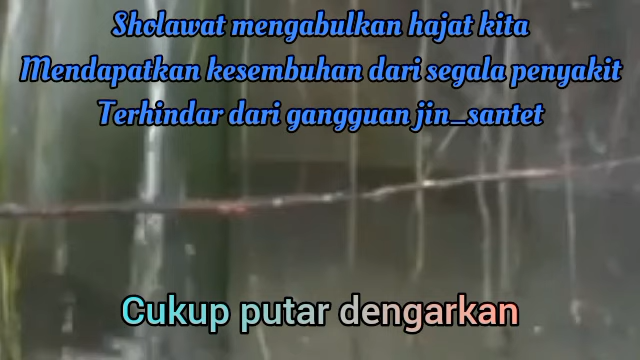 Sholawat mengabulkan hajat kita
Mendapatkan kesembuhan dari segala penyakit
Terhindar dari gangguan jin_santet
Cukup putar dengarkan